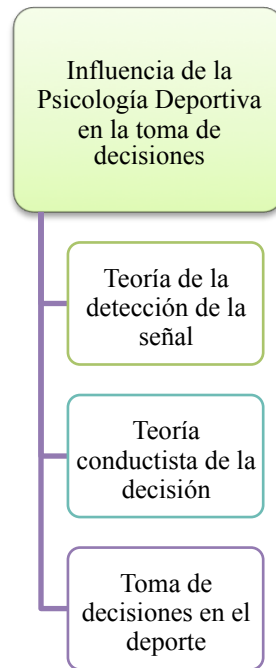 Influencia de la
Psicología Deportiva
en la toma de
decisiones
Teoría de la
detección de la
señal
Teoría
conductista de la
decisión
Toma de
decisiones en el
deporte